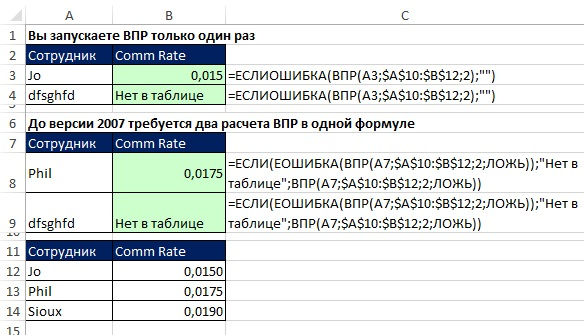 A B C
1 Вы запускаете ВПР только один раз
2 Сотрудник Comm Rate
3 Jo 0,015 =ЕСЛИОШИБКА(ВПР(A3;$A$10:$B$12;2);"")
4 dfsghfd Нет в таблице =ЕСЛИОШИБКА(ВПР(A3;$A$10:$B$12;2);"")
6 До версии 2007 требуется два расчета ВПР в одной формуле
7 Сотрудник Comm Rate
8 Phil 0,0175 =ЕСЛИ(ЕОШИБКА(ВПР(A7;$A$10:$B$12;2;ЛОЖЬ));"Нет в
таблице";ВПР(A7;$A$10:$B$12;2;ЛОЖЬ))
9 dfsghfd Нет в таблице =ЕСЛИ(ЕОШИБКА(ВПР(A7;$A$10:$B$12;2;ЛОЖЬ));"Нет в
таблице";ВПР(A7;$A$10:$B$12;2;ЛОЖЬ))
11 Сотрудник Comm Rate
12 Jo 0,0150
13 Phil 0,0175
14 Sioux 0,0190
15